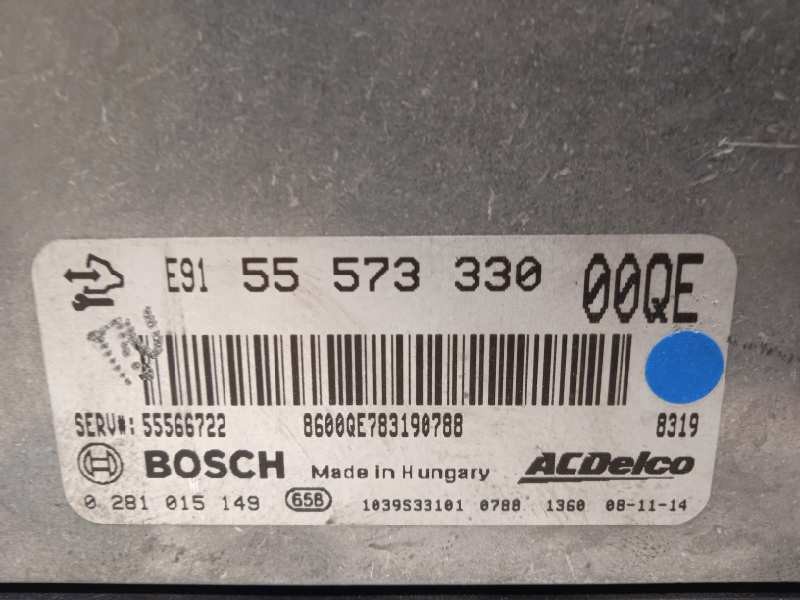 E91 55 573 330 00QE
SERV#: 55566722 8600QE783190788 8319
BOSCH Made in Hungary ACDelco
0 281 015 149 658 1039S33101 0788 1360 08-11-14